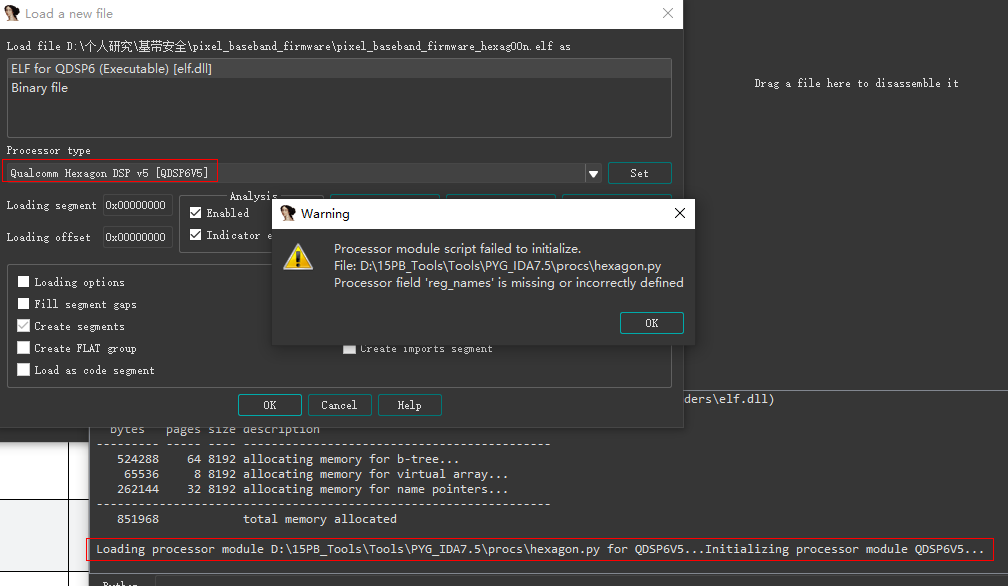 Load a new file
Load file D:\个人研究\基带安全\pixel_baseband_firmware\pixel_baseband_firmware_hexag00n.elf as
ELF for QDSP6 (Executable) [elf.dll]
Binary file
Drag a file here to disassemble it
Processor type
Qualcomm Hexagon DSP v5 [QDSP6V5]
Set
Loading segment 0x00000000
Loading offset 0x00000000
Analysis
Enabled
Indicator e
Warning
Processor module script failed to initialize.
File: D:\15PB_Tools\Tools\PYG_IDA7.5\procs\hexagon.py
Processor field 'reg_names' is missing or incorrectly defined
OK
Loading options
Fill segment gaps
Create segments
Create FLAT group
Load as code segment
Create imports segment
OK
Cancel
Help
ders\elf.dll)
bytes pages size description
--------- ----- ---- --------------------------------------------
524288 64 8192 allocating memory for b-tree...
65536 8 8192 allocating memory for virtual array...
262144 32 8192 allocating memory for name pointers...
-----------------------------------------------------------------
851968 total memory allocated
Loading processor module D:\15PB_Tools\Tools\PYG_IDA7.5\procs\hexagon.py for QDSP6V5...Initializing processor module QDSP6V5...
Python